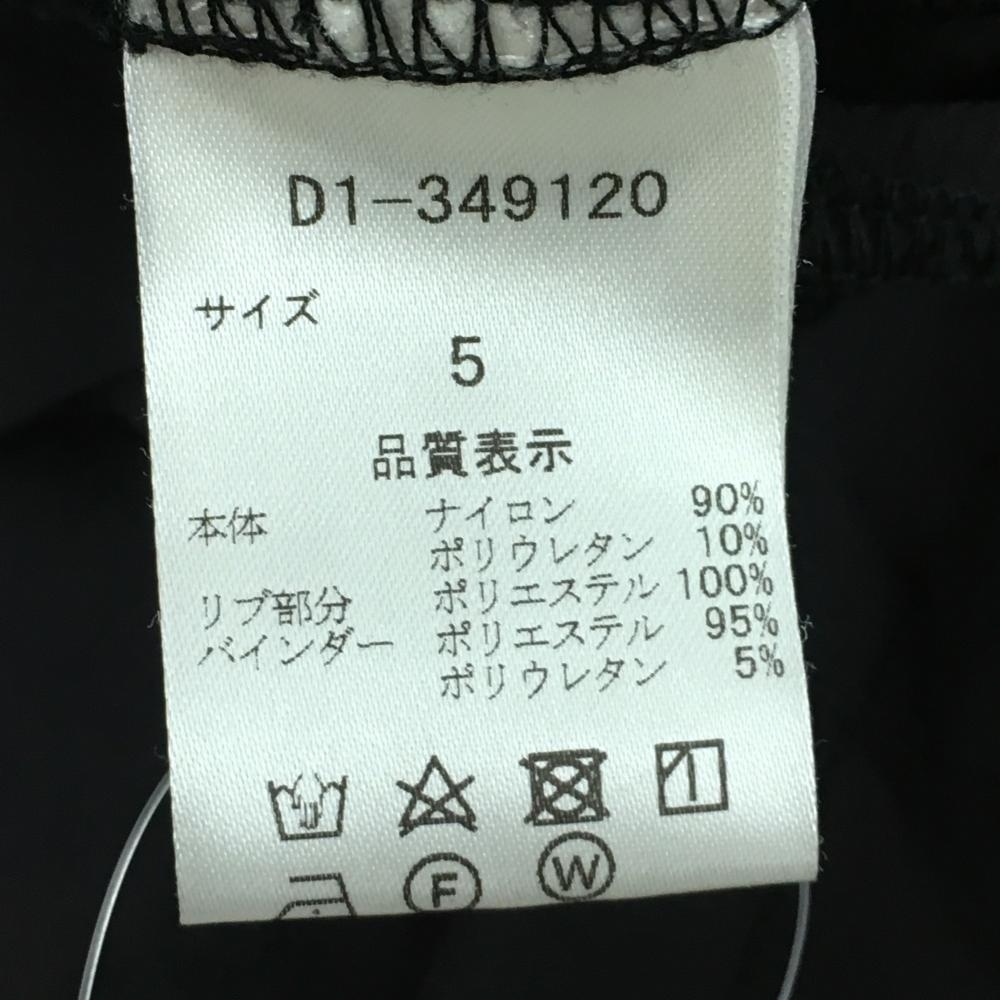 D1-349120
サイズ
5
品質表示
本体 ナイロン 90%
ポリウレタン 10%
リブ部分 ポリエステル 100%
バインダー ポリエステル 95%
ポリウレタン 5%
F W